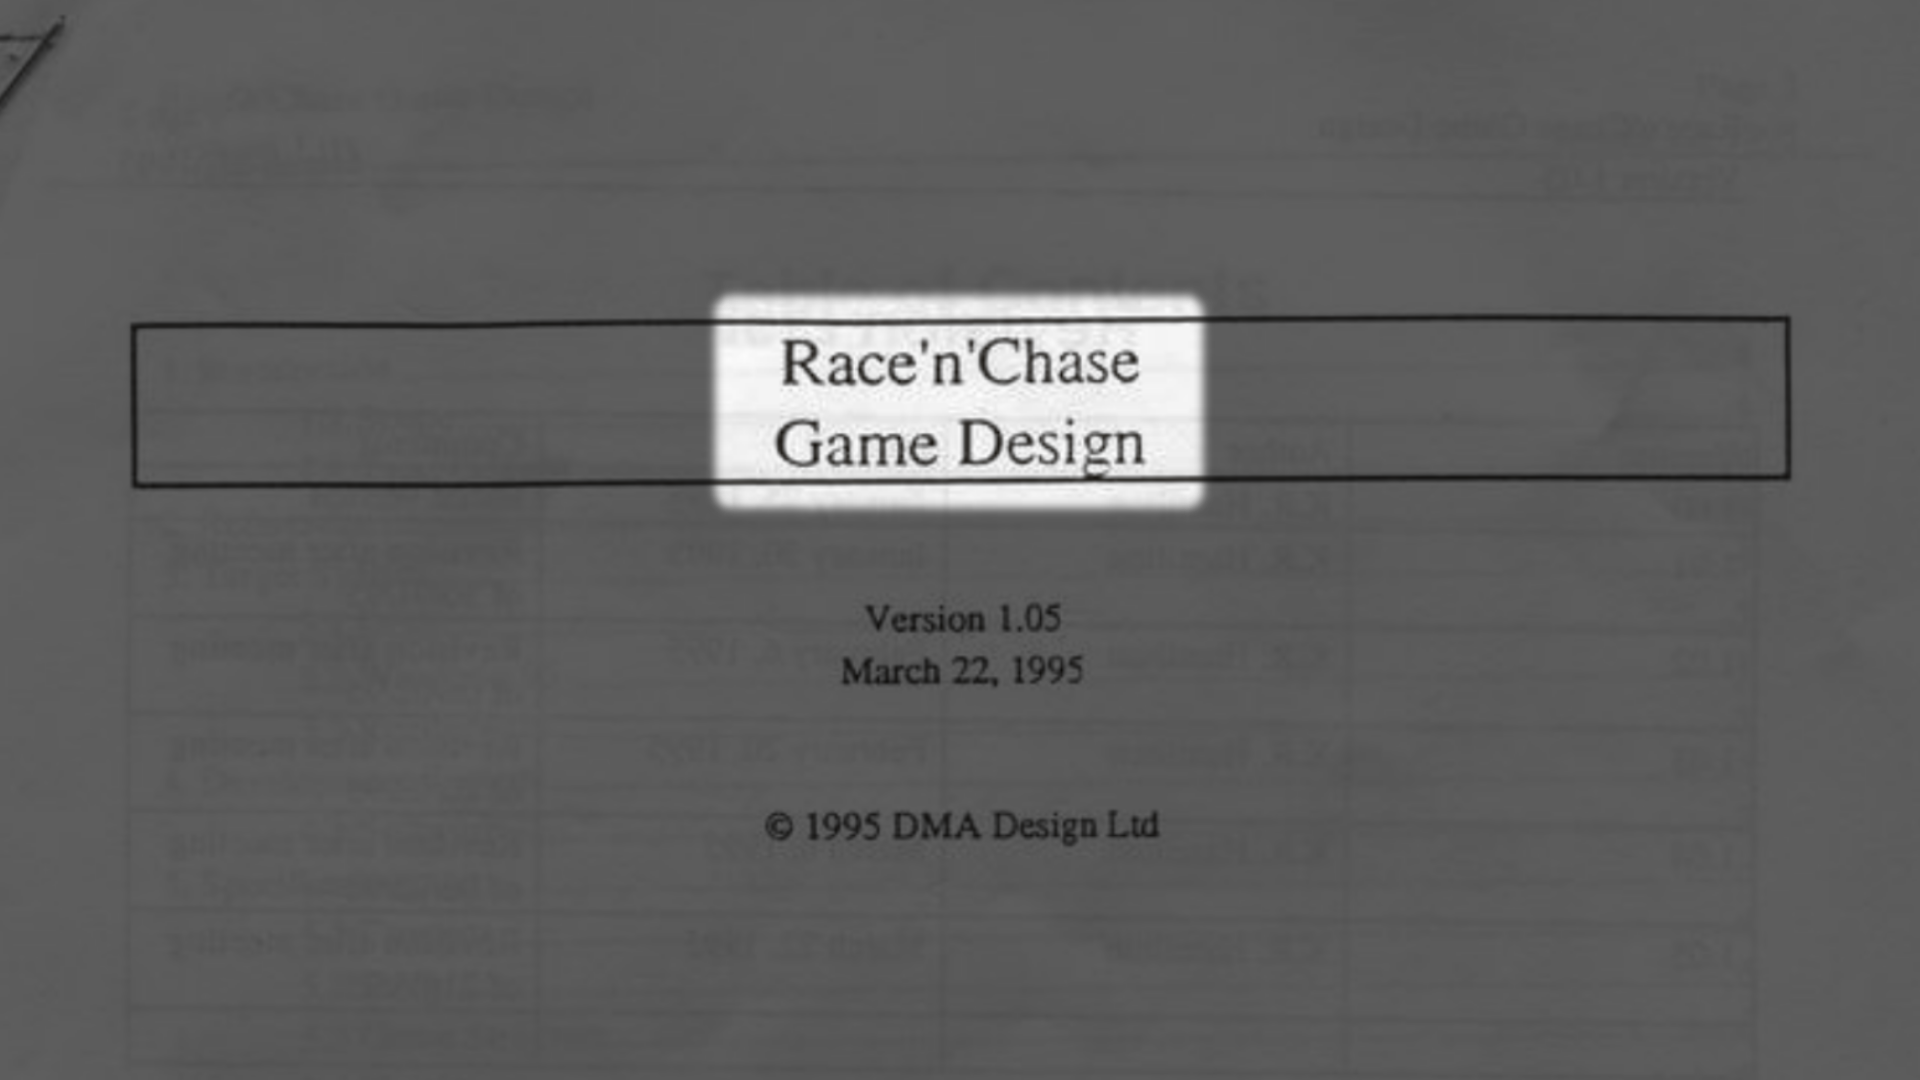 Race'n'Chase
Game Design
Version 1.05
March 22, 1995
© 1995 DMA Design Ltd